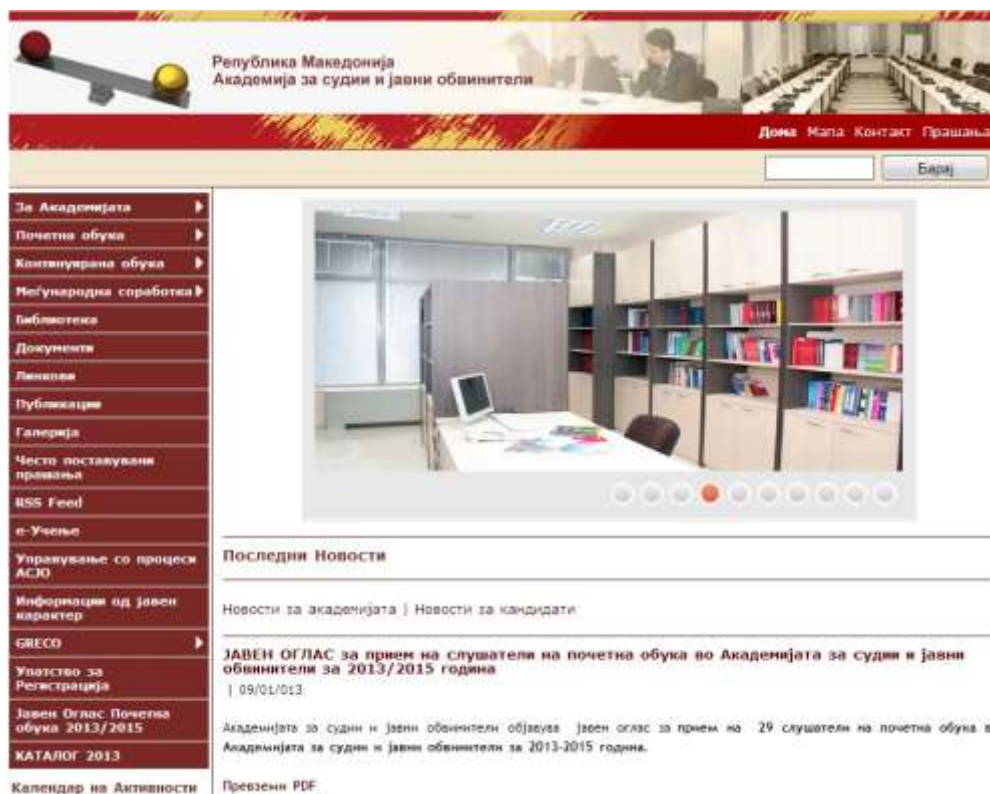 Република Македонија
Академија за судии и јавни обвинители
Дома Мапа Контакт Прашања
Барај
За Академијата
Почетна обука
Континуирана обука
Меѓународна соработка
Библиотека
Документи
Линкови
Публикации
Галерија
Често поставувани
прашања
RSS Feed
е-Учење
Управување со процеси
АСЈО
Информации од јавен
карактер
GRECO
Упатство за
Регистрација
Јавен Оглас Почетна
обука 2013/2015
КАТАЛОГ 2013
Календар на Активности
Последни Новости
Новости за академијата | Новости за кандидати
ЈАВЕН ОГЛАС за прием на слушатели на почетна обука во Академијата за судии и јавни
обвинители за 2013/2015 година
| 09/01/013
Академијата за судии и јавни обвинители објавува јавен оглас за прием на 29 слушатели на почетна обука в
Академијата за судии и јавни обвинители за 2013-2015 година.
Превземи PDF